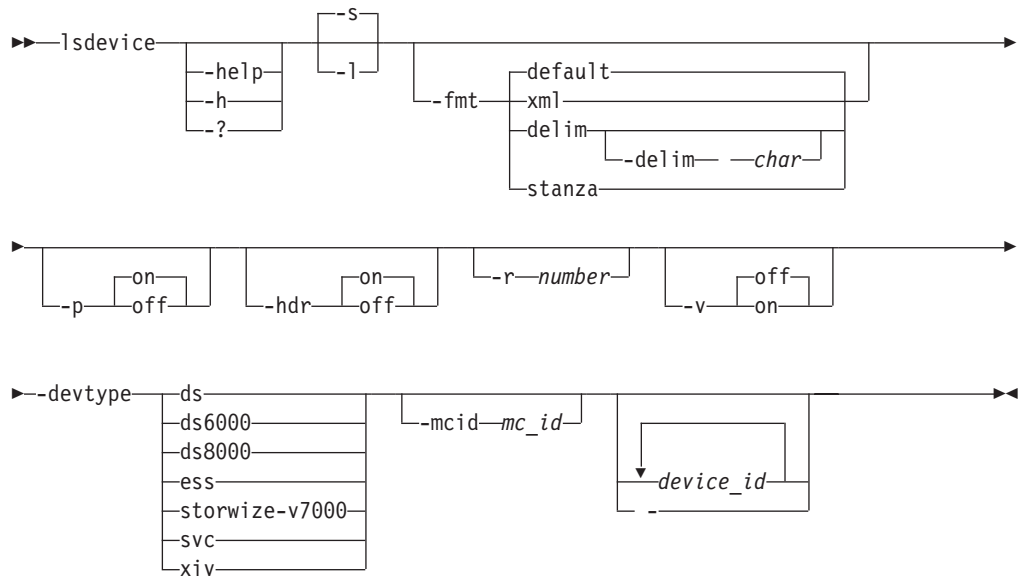 -s
lsdevice
-help
-h
-?
-l
-fmt
default
xml
delim
-delim char
stanza
-p
on
off
-hdr
on
off
-r number
-v
off
on
-devtype
ds
ds6000
ds8000
ess
storwize-v7000
svc
xiv
-mcid mc_id
device_id
-